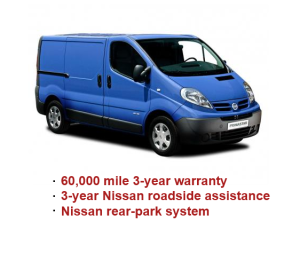 · 60,000 mile 3-year warranty
· 3-year Nissan roadside assistance
· Nissan rear-park system